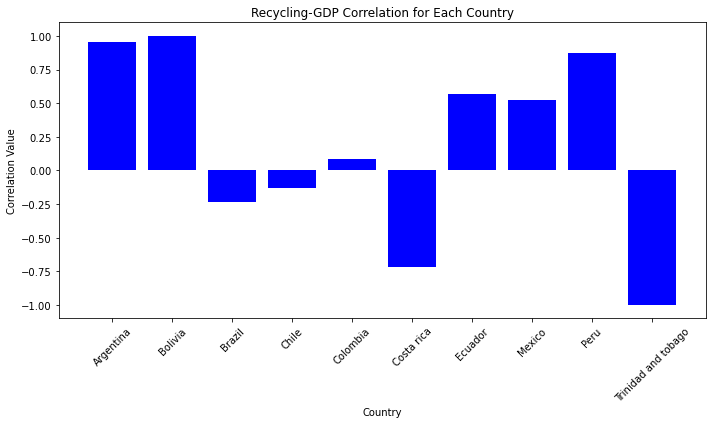 Recycling-GDP Correlation for Each Country
Correlation Value
1.00
0.75
0.50
0.25
0.00
−0.25
−0.50
−0.75
−1.00
Argentina
Bolivia
Brazil
Chile
Colombia
Costa rica
Ecuador
Mexico
Peru
Trinidad and tobago
Country